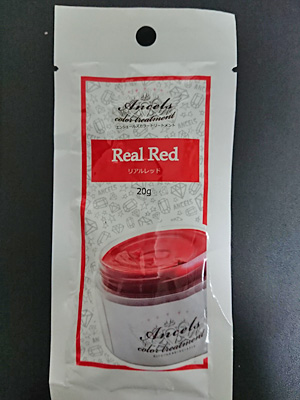 Ancels
color treatment
エンシェールズカラートリートメント
Real Red
リアルレッド
20g
Ancels
color treatment